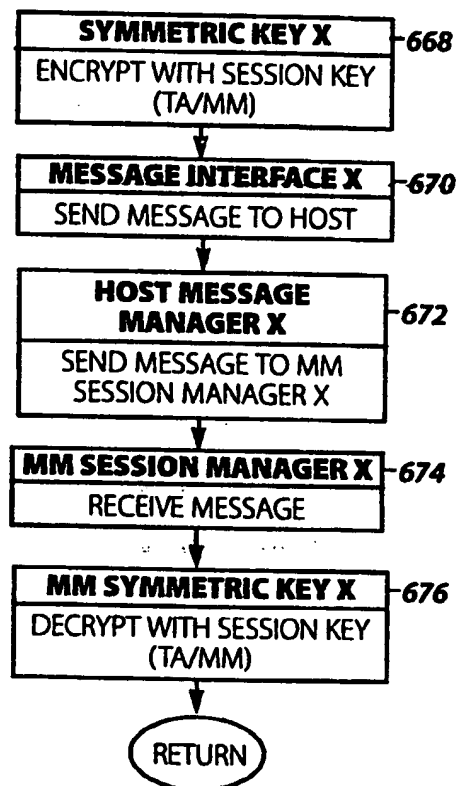 SYMMETRIC KEY X
668
ENCRYPT WITH SESSION KEY
(TA/MM)
MESSAGE INTERFACE X
670
SEND MESSAGE TO HOST
HOST MESSAGE
MANAGER X
672
SEND MESSAGE TO MM
SESSION MANAGER X
MM SESSION MANAGER X
674
RECEIVE MESSAGE
MM SYMMETRIC KEY X
676
DECRYPT WITH SESSION KEY
(TA/MM)
RETURN